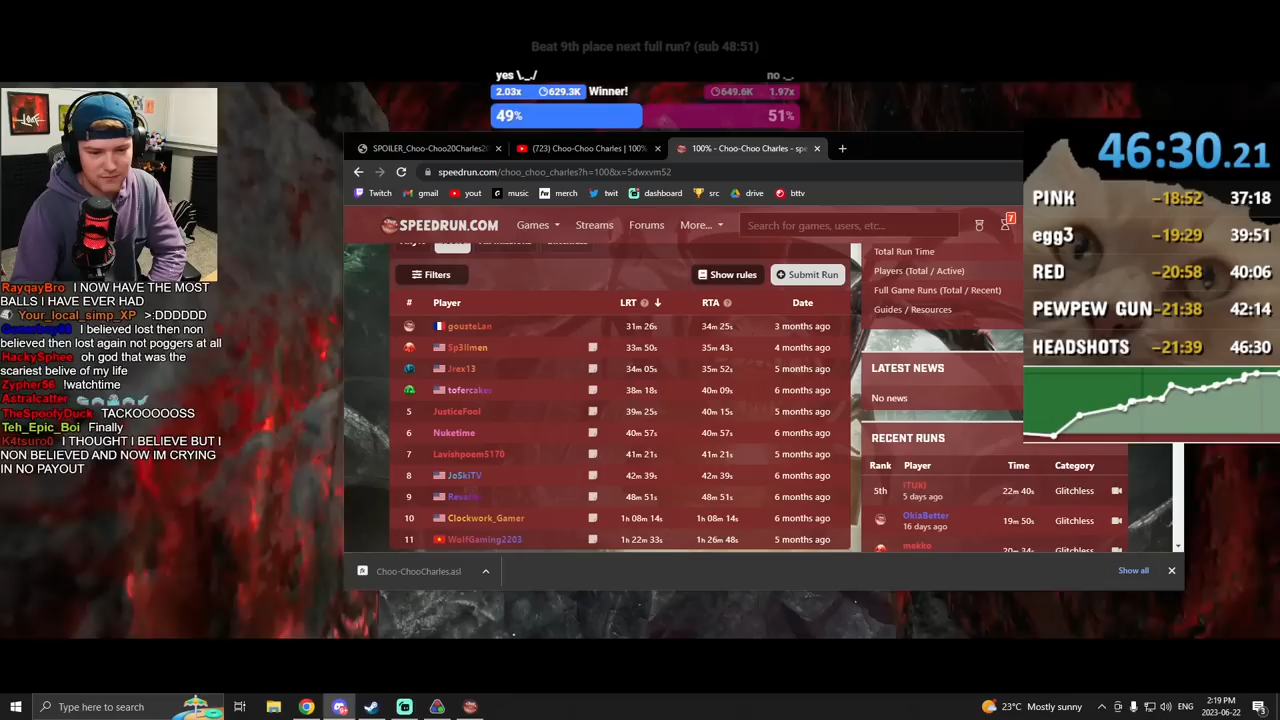 Beat 9th place next full run? (sub 48:51)
yes \_._/
no ._.
2.03x 629.3K Winner!
649.6K 1.97x
49%
51%
SPOILER_Choo-Choo20Charles20
(723) Choo-Choo Charles | 100%
100% - Choo-Choo Charles - spe
speedrun.com/choo_choo_charles?h=100&x=5dwxvm52
Twitch
gmail
yout
music
merch
twit
dashboard
src
drive
bttv
SPEEDRUN.COM
Games
Streams
Forums
More...
Search for games, users, etc...
7
Filters
Show rules
Submit Run
# Player LRT RTA Date
gousteLan 31m 26s 34m 25s 3 months ago
Sp3llmen 33m 50s 35m 43s 4 months ago
Jrex13 34m 05s 35m 52s 5 months ago
tofercakes 38m 18s 40m 09s 6 months ago
5 JusticeFool 39m 25s 40m 15s 5 months ago
6 Nuketime 40m 57s 40m 57s 6 months ago
7 Lavishpoem5170 41m 21s 41m 21s 5 months ago
8 JoSkiTV 42m 39s 42m 39s 6 months ago
9 48m 51s 48m 51s 6 months ago
10 Clockwork_Gamer 1h 08m 14s 1h 08m 14s 6 months ago
11 WolfGaming2203 1h 22m 33s 1h 26m 48s 5 months ago
Total Run Time
Players (Total / Active)
Full Game Runs (Total / Recent)
Guides / Resources
LATEST NEWS
No news
RECENT RUNS
Rank Player Time Category
5th iTUKI 22m 40s Glitchless
5 days ago
OkiaBetter 19m 50s Glitchless
16 days ago
mekko 20m 34s Glitchless
Choo-ChooCharles.asl
Show all
46:30.21
PINK -18:52 37:18
egg3 -19:29 39:51
RED -20:58 40:06
PEWPEW GUN -21:38 42:14
HEADSHOTS -21:39 46:30
RayqayBro I NOW HAVE THE MOST
BALLS I HAVE EVER HAD
Your_local_simp_XP >:DDDDDD
I believed lost then non
believed then lost again not poggers at all
HackySphee oh god that was the
scariest belive of my life
Zypher56 !watchtime
Astralcatter
TheSpoofyDuck TACKOOOOOSS
Teh_Epic_Boi Finally
K4tsuro0 I THOUGHT I BELIEVE BUT I
NON BELIEVED AND NOW IM CRYING
IN NO PAYOUT
Type here to search
23°C Mostly sunny
ENG
2:19 PM
2023-06-22
3